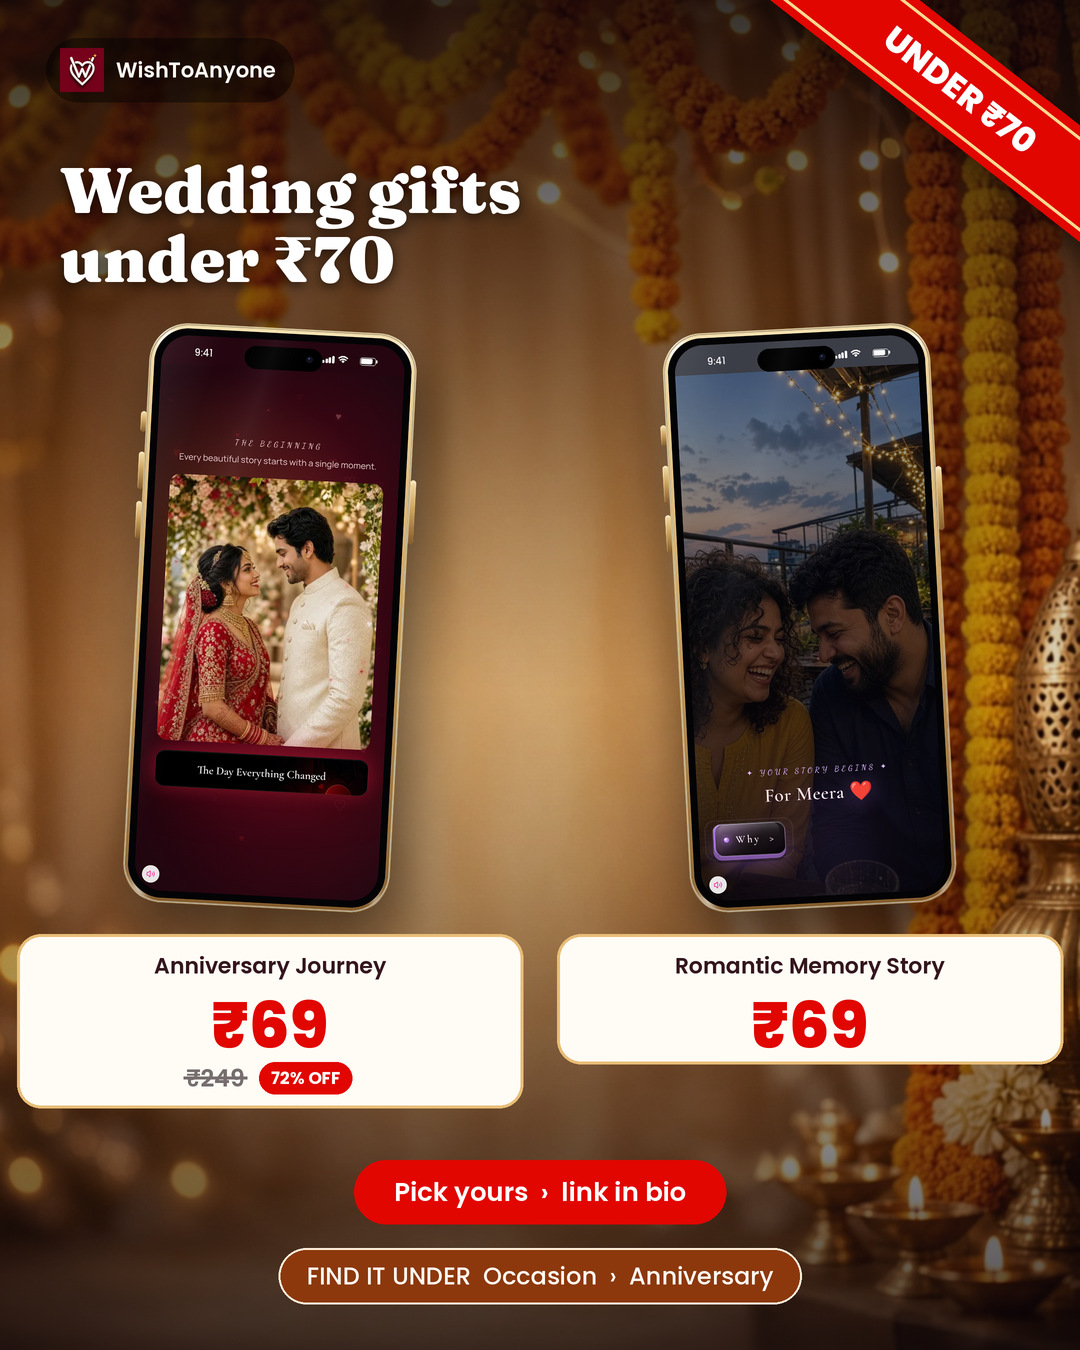 WishToAnyone
UNDER ₹70
Wedding gifts
under ₹70
9:41
THE BEGINNING
Every beautiful story starts with a single moment.
The Day Everything Changed
9:41
✦ YOUR STORY BEGINS ✦
For Meera ❤️
Why >
Anniversary Journey
₹69
₹249 72% OFF
Romantic Memory Story
₹69
Pick yours › link in bio
FIND IT UNDER Occasion › Anniversary